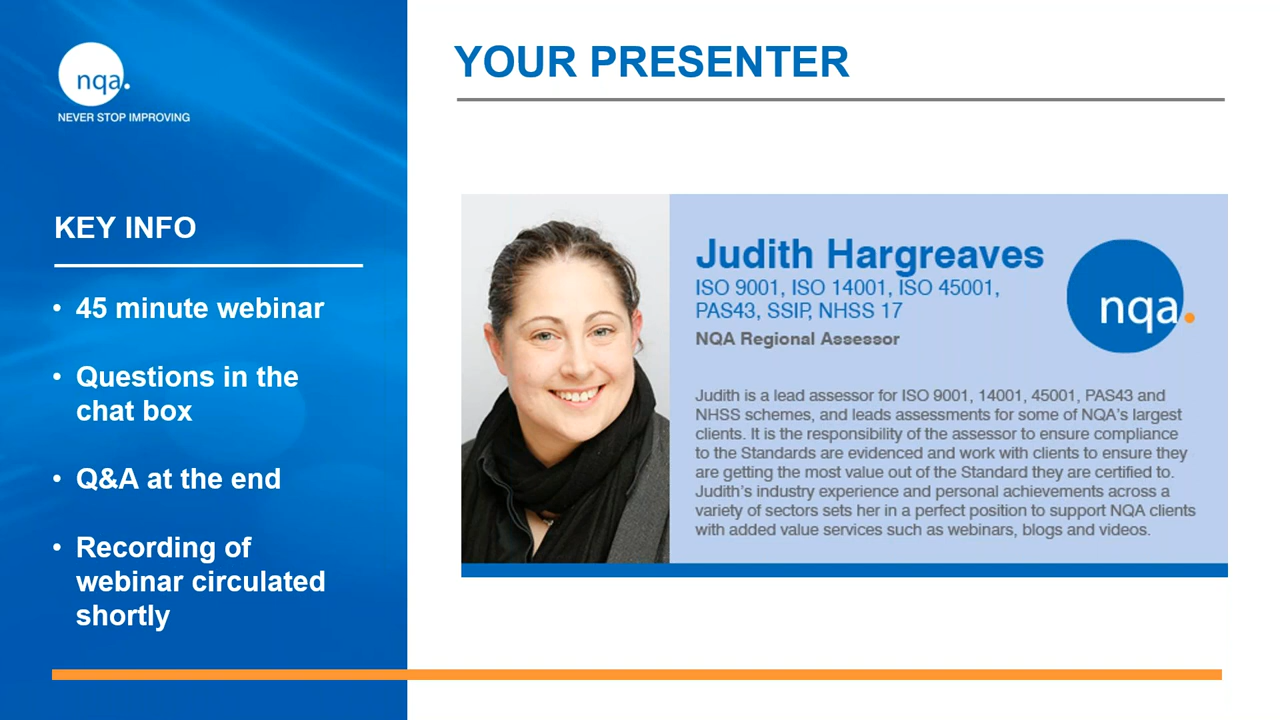 nqa.
NEVER STOP IMPROVING
KEY INFO
• 45 minute webinar
• Questions in the
chat box
• Q&A at the end
• Recording of
webinar circulated
shortly
YOUR PRESENTER
Judith Hargreaves
ISO 9001, ISO 14001, ISO 45001,
PAS43, SSIP, NHSS 17
NQA Regional Assessor
nqa.
Judith is a lead assessor for ISO 9001, 14001, 45001, PAS43 and
NHSS schemes, and leads assessments for some of NQA's largest
clients. It is the responsibility of the assessor to ensure compliance
to the Standards are evidenced and work with clients to ensure they
are getting the most value out of the Standard they are certified to.
Judith's industry experience and personal achievements across a
variety of sectors sets her in a perfect position to support NQA clients
with added value services such as webinars, blogs and videos.